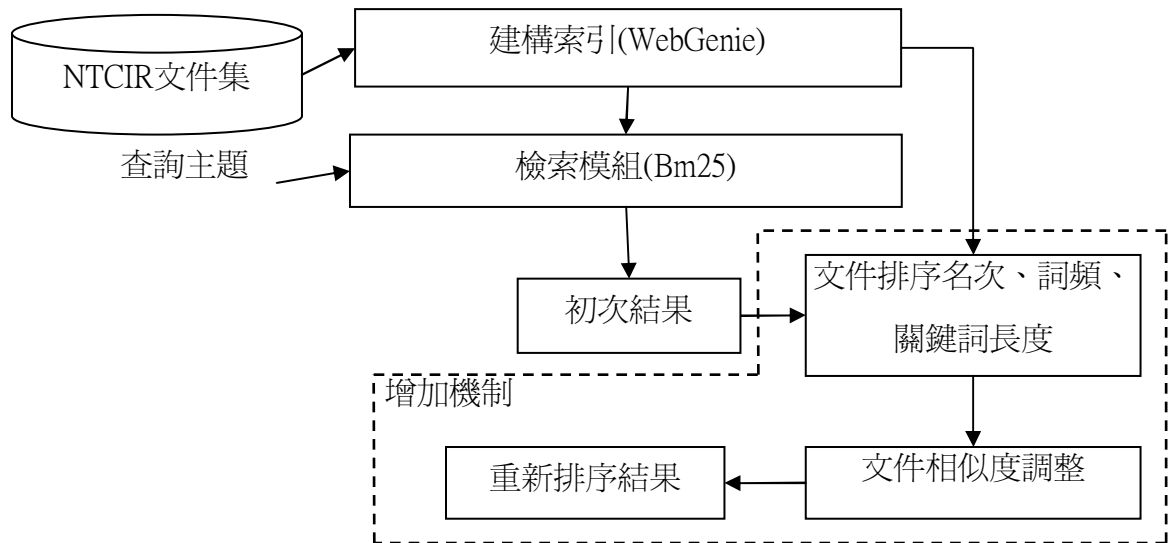 建構索引(WebGenie)
NTCIR文件集
查詢主題
檢索模組(Bm25)
初次結果
文件排序名次、詞頻、
關鍵詞長度
增加機制
重新排序結果
文件相似度調整